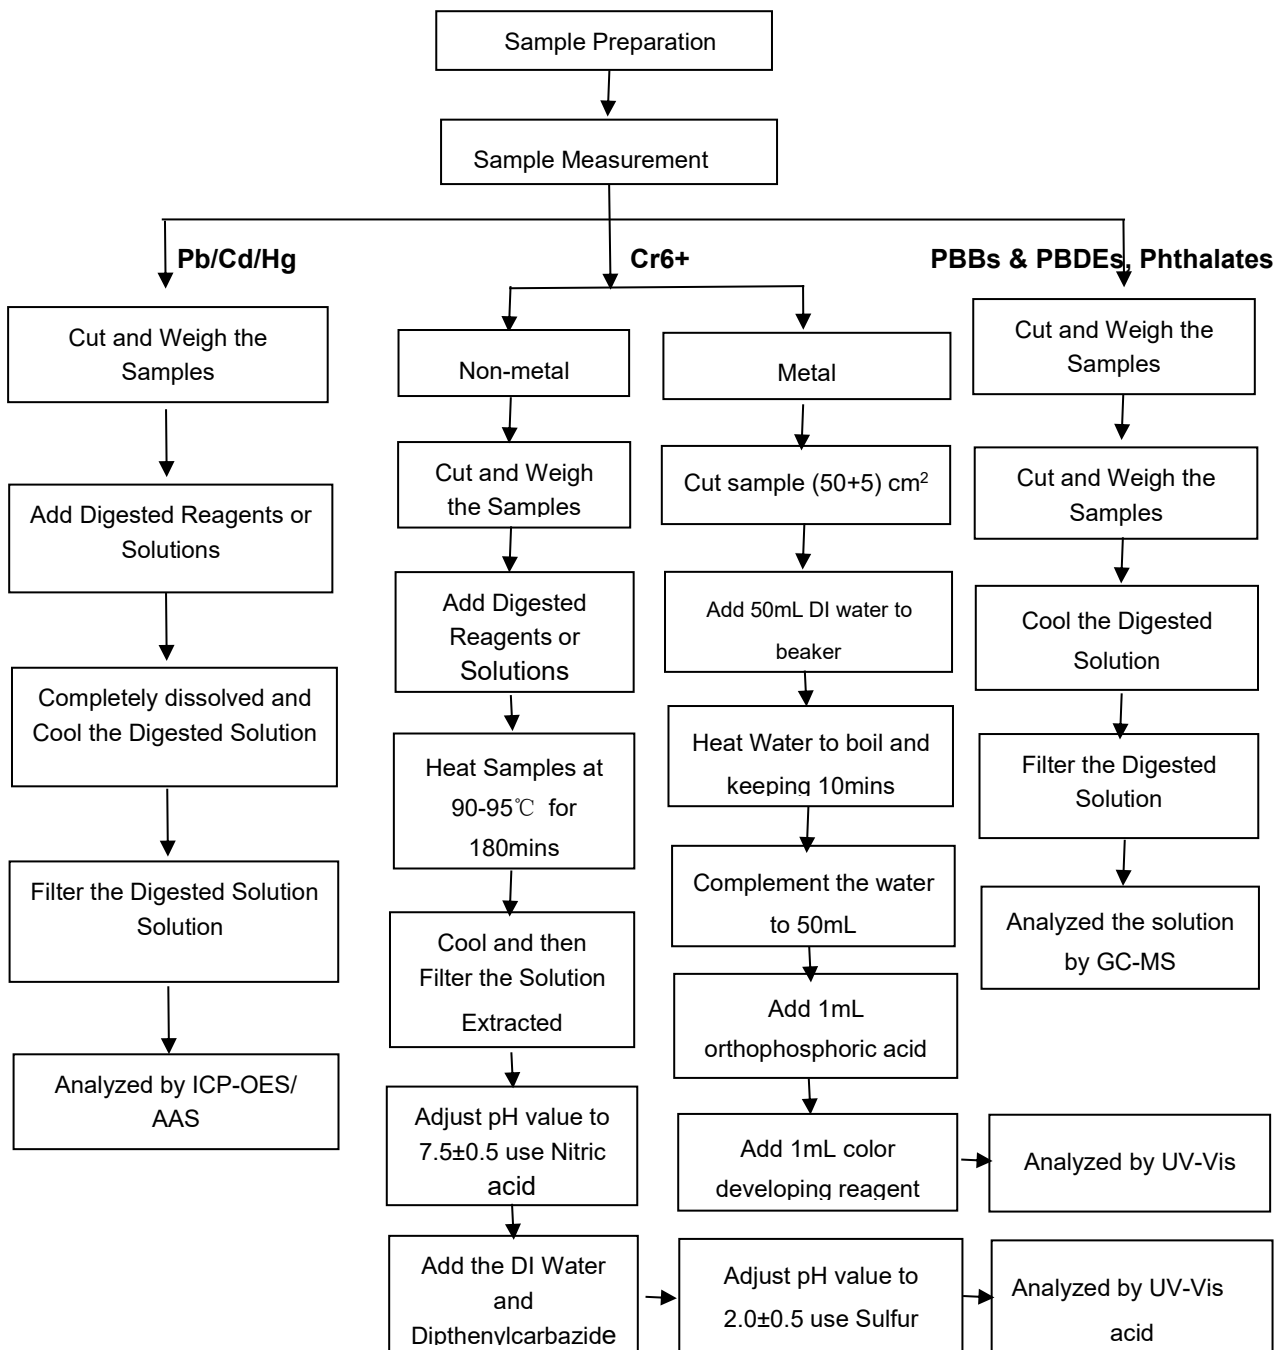 Sample Preparation
Sample Measurement
Pb/Cd/Hg
Cr6+
PBBs & PBDEs, Phthalates
Cut and Weigh the
Samples
Add Digested Reagents or
Solutions
Completely dissolved and
Cool the Digested Solution
Filter the Digested Solution
Solution
Analyzed by ICP-OES/
AAS
Non-metal
Cut and Weigh
the Samples
Add Digested
Reagents or
Solutions
Heat Samples at
90-95℃ for
180mins
Cool and then
Filter the Solution
Extracted
Adjust pH value to
7.5±0.5 use Nitric
acid
Add the DI Water
and
Dipthenylcarbazide
Adjust pH value to
2.0±0.5 use Sulfur
Analyzed by UV-Vis
acid
Metal
Cut sample (50+5) cm²
Add 50mL DI water to
beaker
Heat Water to boil and
keeping 10mins
Complement the water
to 50mL
Add 1mL
orthophosphoric acid
Add 1mL color
developing reagent
Analyzed by UV-Vis
Cut and Weigh the
Samples
Cut and Weigh the
Samples
Cool the Digested
Solution
Filter the Digested
Solution
Analyzed the solution
by GC-MS